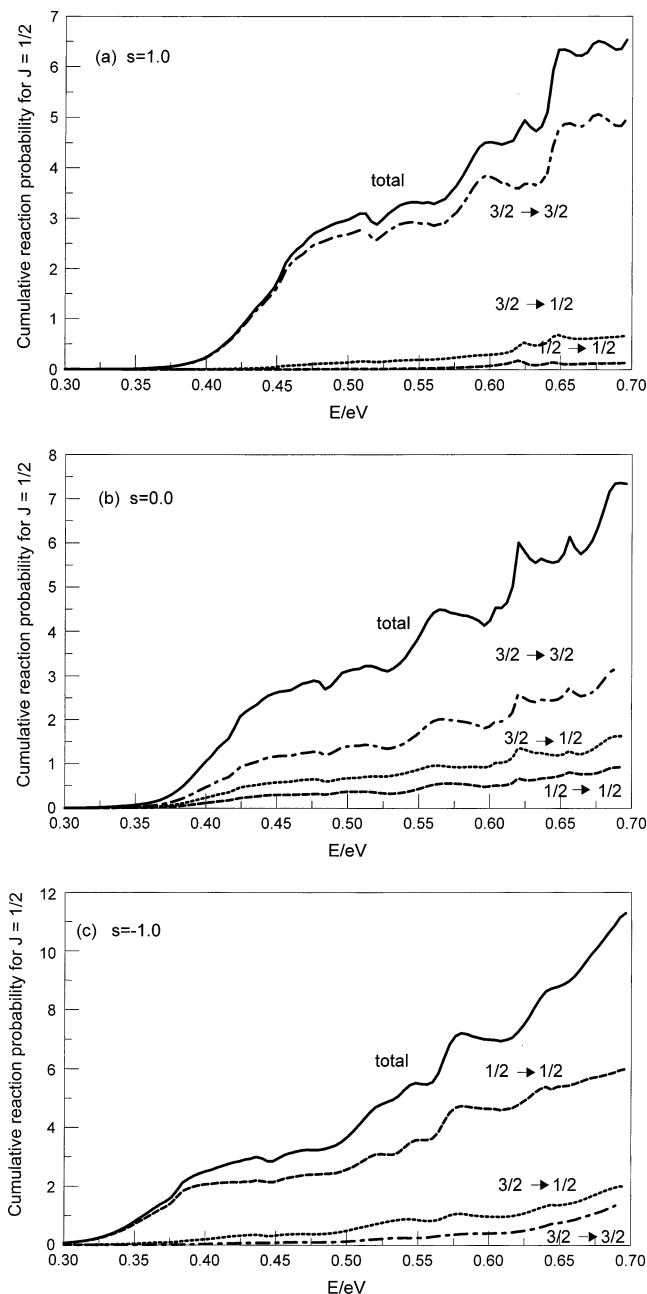 Cumulative reaction probability for J = 1/2
(a) s=1.0
7
6
5
4
3
2
1
0
total
3/2 → 3/2
3/2 → 1/2
1/2 → 1/2
0.30 0.35 0.40 0.45 0.50 0.55 0.60 0.65 0.70
E/eV
Cumulative reaction probability for J = 1/2
(b) s=0.0
8
7
6
5
4
3
2
1
0
total
3/2 → 3/2
3/2 → 1/2
1/2 → 1/2
0.30 0.35 0.40 0.45 0.50 0.55 0.60 0.65 0.70
E/eV
Cumulative reaction probability for J = 1/2
(c) s=-1.0
12
10
8
6
4
2
0
total
1/2 → 1/2
3/2 → 1/2
3/2 → 3/2
0.30 0.35 0.40 0.45 0.50 0.55 0.60 0.65 0.70
E/eV